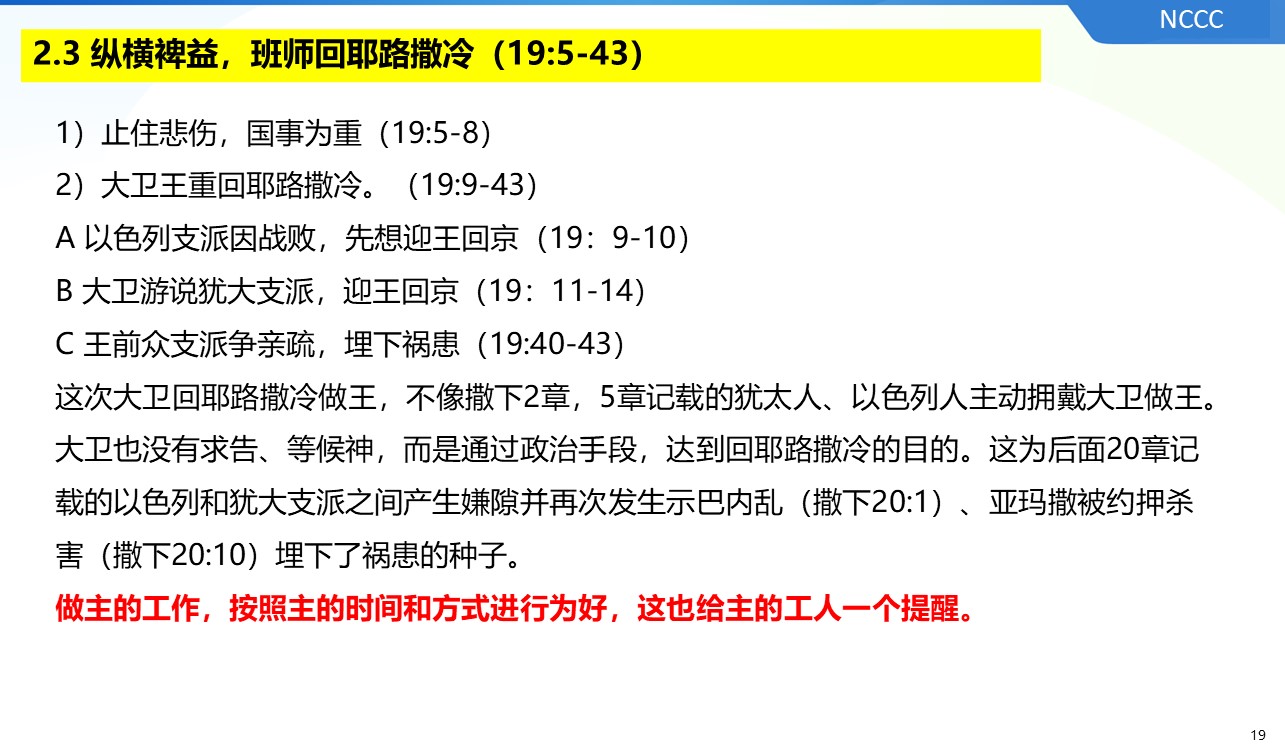 NCCC
2.3 纵横裨益，班师回耶路撒冷（19:5-43）
1）止住悲伤，国事为重（19:5-8）
2）大卫王重回耶路撒冷。（19:9-43）
A 以色列支派因战败，先想迎王回京（19：9-10）
B 大卫游说犹大支派，迎王回京（19：11-14）
C 王前众支派争亲疏，埋下祸患（19:40-43）
这次大卫回耶路撒冷做王，不像撒下2章，5章记载的犹太人、以色列人主动拥戴大卫做王。
大卫也没有求告、等候神，而是通过政治手段，达到回耶路撒冷的目的。这为后面20章记
载的以色列和犹大支派之间产生嫌隙并再次发生示巴内乱（撒下20:1）、亚玛撒被约押杀
害（撒下20:10）埋下了祸患的种子。
做主的工作，按照主的时间和方式进行为好，这也给主的工人一个提醒。
19